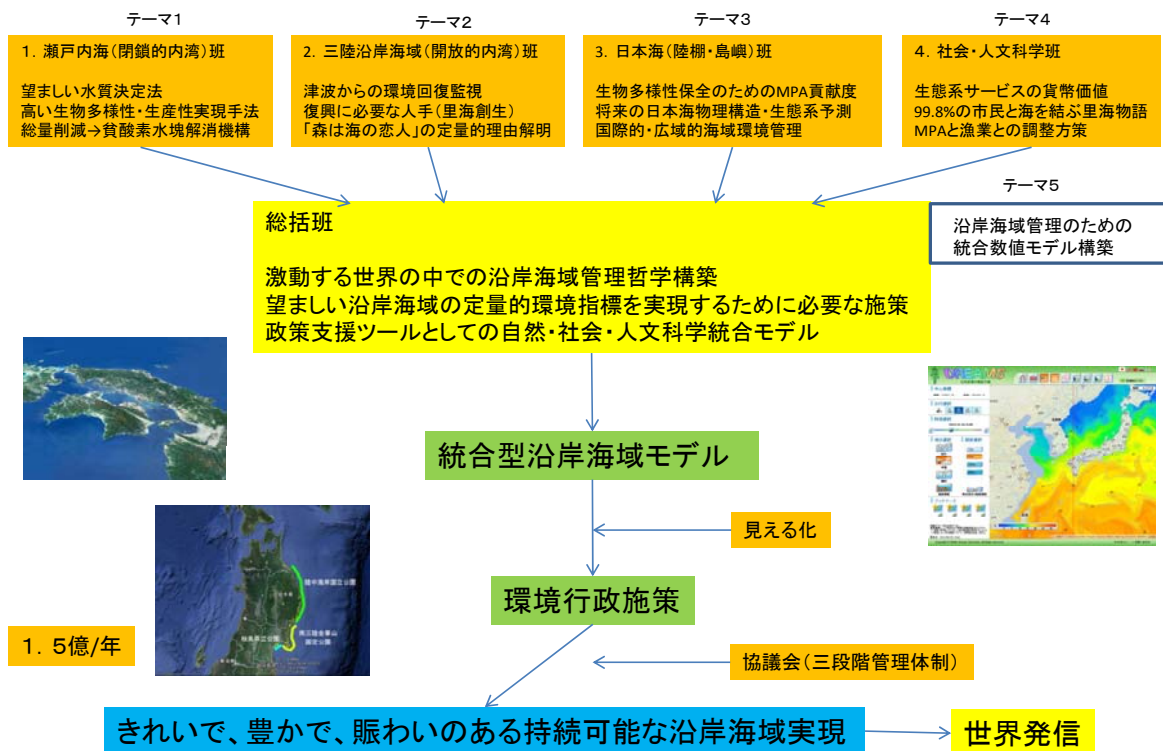 テーマ1
テーマ2
テーマ3
テーマ4
1. 瀬戸内海(閉鎖的内湾)班
望ましい水質決定法
高い生物多様性・生産性実現手法
総量削減→貧酸素水塊解消機構
2. 三陸沿岸海域(開放的内湾)班
津波からの環境回復監視
復興に必要な人手(里海創生)
「森は海の恋人」の定量的理由解明
3. 日本海(陸棚・島嶼)班
生物多様性保全のためのMPA貢献度
将来の日本海物理構造・生態系予測
国際的・広域的海域環境管理
4. 社会・人文科学班
生態系サービスの貨幣価値
99.8%の市民と海を結ぶ里海物語
MPAと漁業との調整方策
テーマ5
沿岸海域管理のための
統合数値モデル構築
総括班
激動する世界の中での沿岸海域管理哲学構築
望ましい沿岸海域の定量的環境指標を実現するために必要な施策
政策支援ツールとしての自然・社会・人文科学統合モデル
統合型沿岸海域モデル
見える化
環境行政施策
陸中海岸国立公園
南三陸金華山
国定公園
1. 5億/年
協議会(三段階管理体制)
きれいで、豊かで、賑わいのある持続可能な沿岸海域実現
世界発信